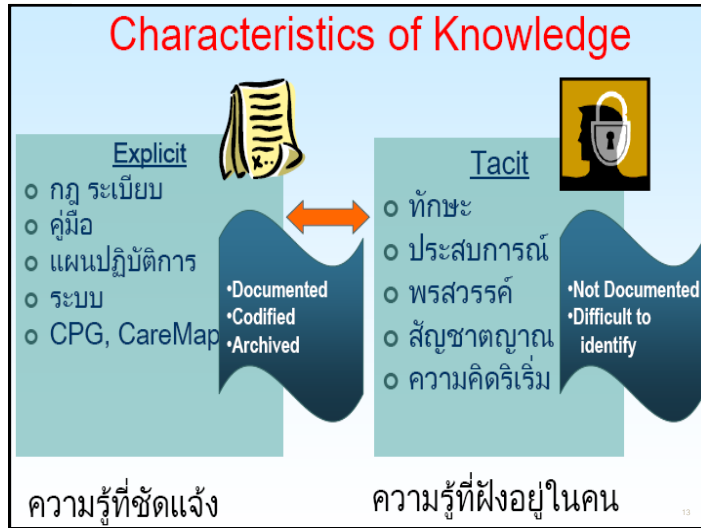 Characteristics of Knowledge
Explicit
o กฎ ระเบียบ
o คู่มือ
o แผนปฏิบัติการ
o ระบบ
o CPG, CareMap
•Documented
•Codified
•Archived
ความรู้ที่ชัดแจ้ง
Tacit
o ทักษะ
o ประสบการณ์
o พรสวรรค์
o สัญชาตญาณ
o ความคิดริเริ่ม
•Not Documented
•Difficult to
identify
ความรู้ที่ฝังอยู่ในคน
13